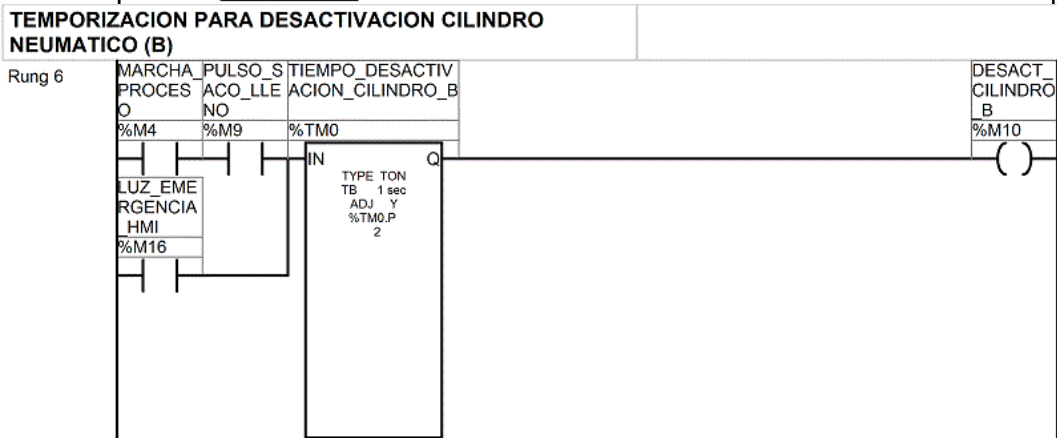 TEMPORIZACION PARA DESACTIVACION CILINDRO
NEUMATICO (B)
Rung 6
MARCHA_
PROCES
O
%M4
PULSO_S
ACO_LLE
NO
%M9
TIEMPO_DESACTIV
ACION_CILINDRO_B
%TM0
DESACT_
CILINDRO
_B
%M10
IN
Q
TYPE TON
TB 1 sec
ADJ Y
%TM0.P
2
LUZ_EME
RGENCIA
_HMI
%M16